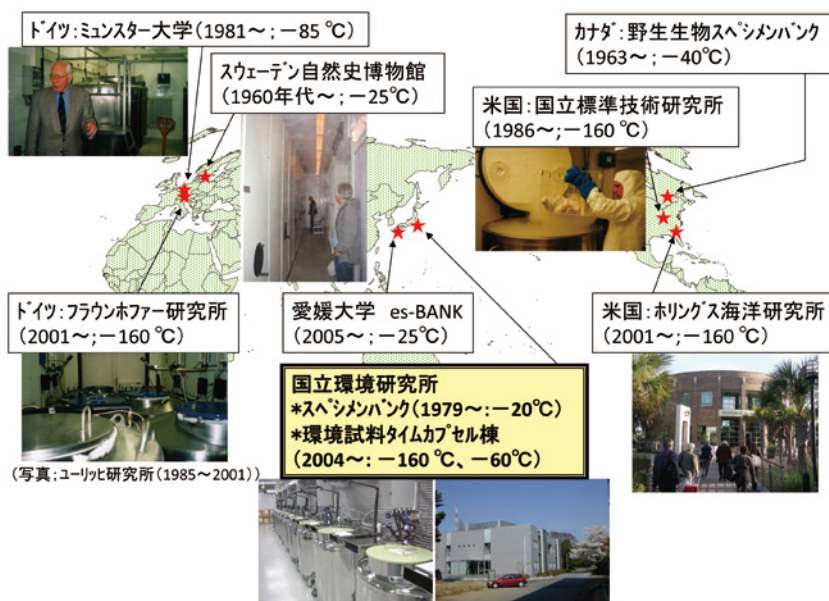 ドイツ：ミュンスター大学(1981～；－85℃)
スウェーデン自然史博物館
(1960年代～；－25℃)
カナダ：野生生物スペシメンバンク
(1963～；－40℃)
米国：国立標準技術研究所
(1986～；－160℃)
ドイツ：フラウンホファー研究所
(2001～；－160℃)
愛媛大学 es-BANK
(2005～；－25℃)
米国：ホリングス海洋研究所
(2001～；－160℃)
国立環境研究所
*スペシメンバンク(1979～：－20℃)
*環境試料タイムカプセル棟
(2004～：－160℃、－60℃)
(写真；ユーリッヒ研究所(1985～2001))